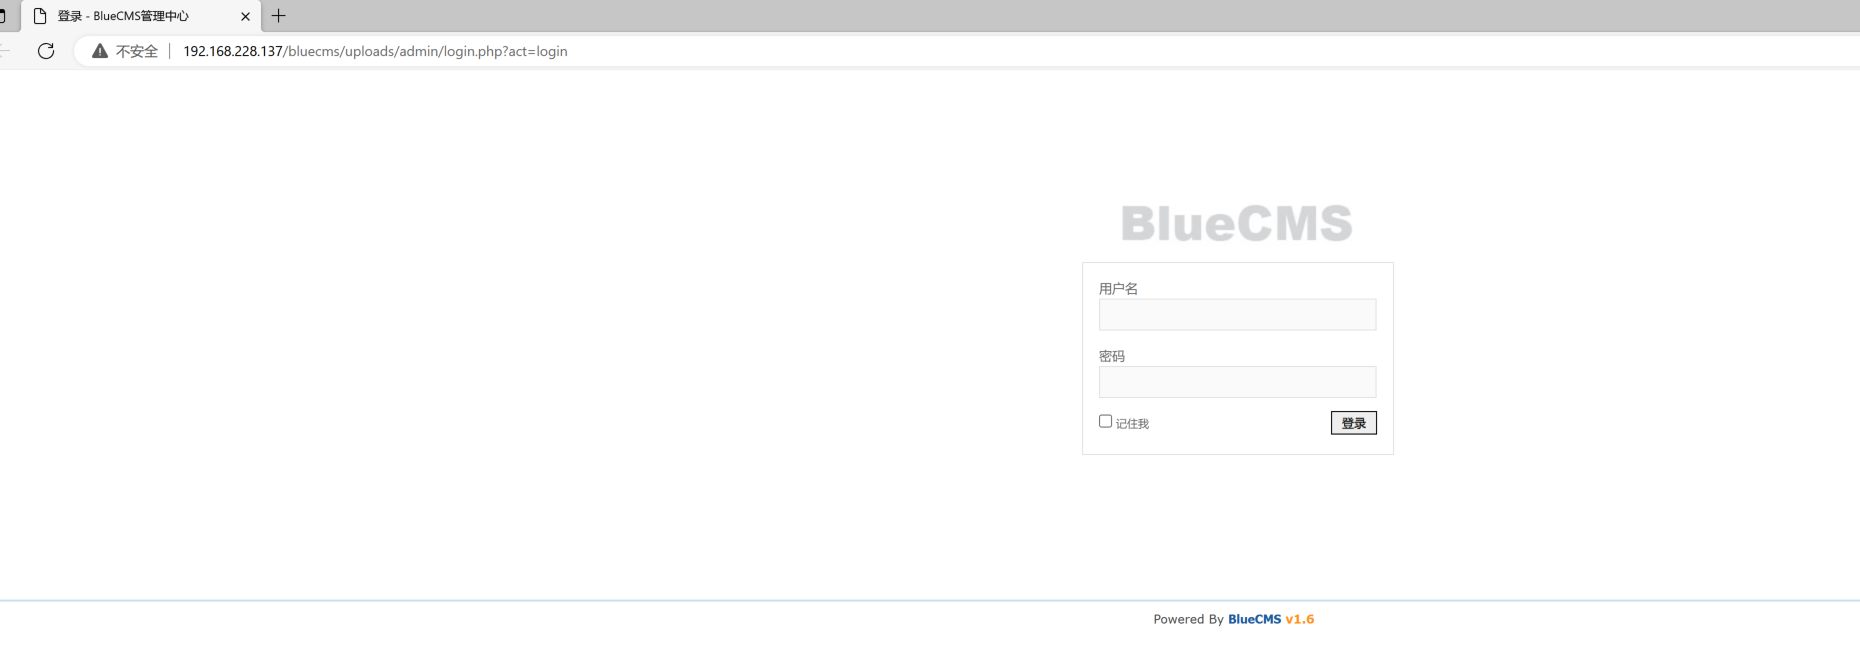 登录 - BlueCMS管理中心
不安全 192.168.228.137/bluecms/uploads/admin/login.php?act=login
BlueCMS
用户名
密码
记住我 登录
Powered By BlueCMS v1.6